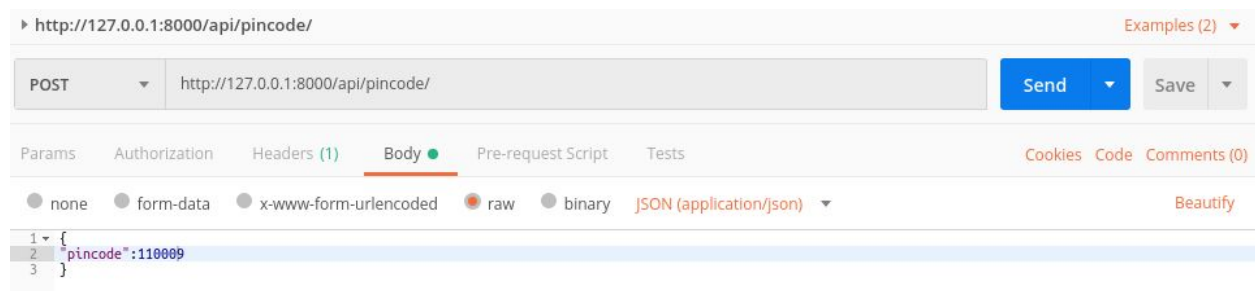 http://127.0.0.1:8000/api/pincode/ Examples (2)
POST http://127.0.0.1:8000/api/pincode/ Send Save
Params Authorization Headers (1) Body Pre-request Script Tests Cookies Code Comments (0)
none form-data x-www-form-urlencoded raw binary JSON (application/json) Beautify
1 {
2 "pincode":110009
3 }